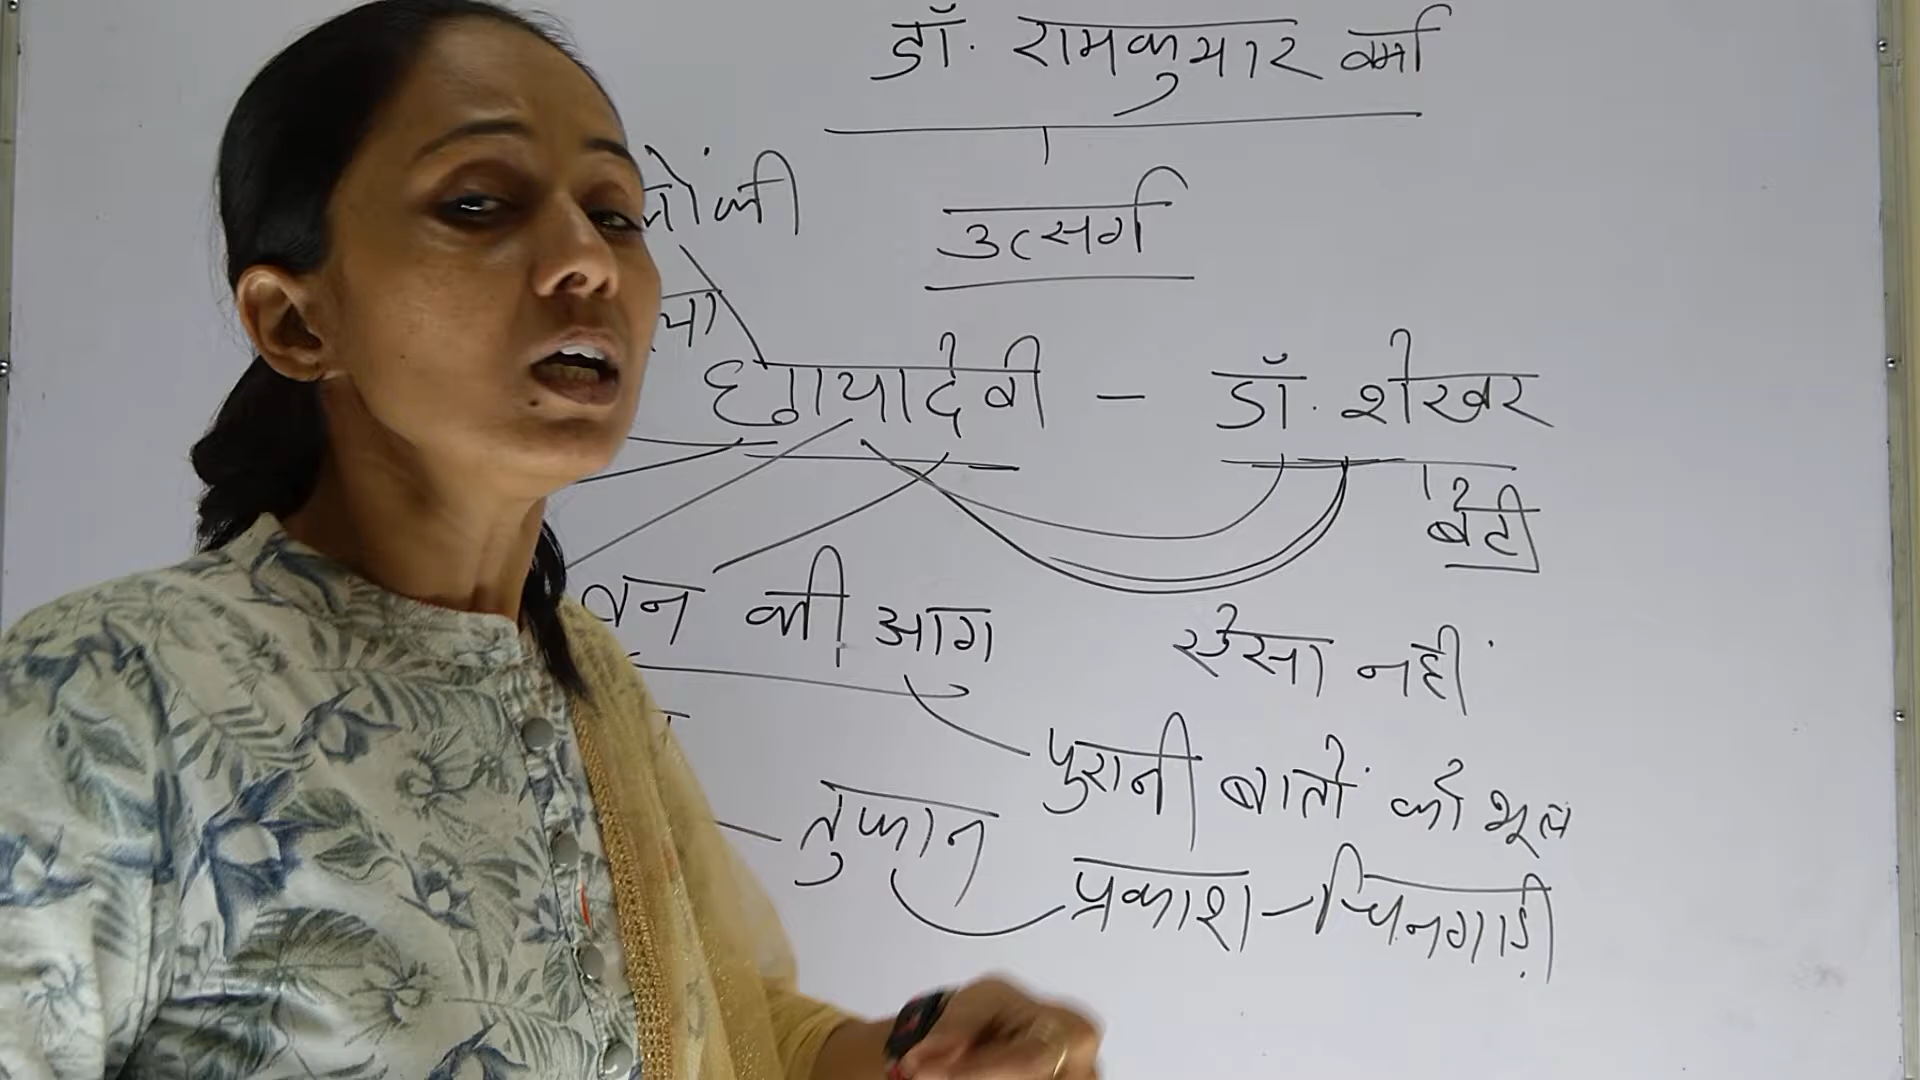 डॉ. रामकुमार वर्मा
उत्सर्ग
छायादेवी - डॉ. शेखर
बेटी
की आग
ऐसा नहीं
पुरानी बातों को भूल
तुफान
प्रकाश - चिनगाड़ी